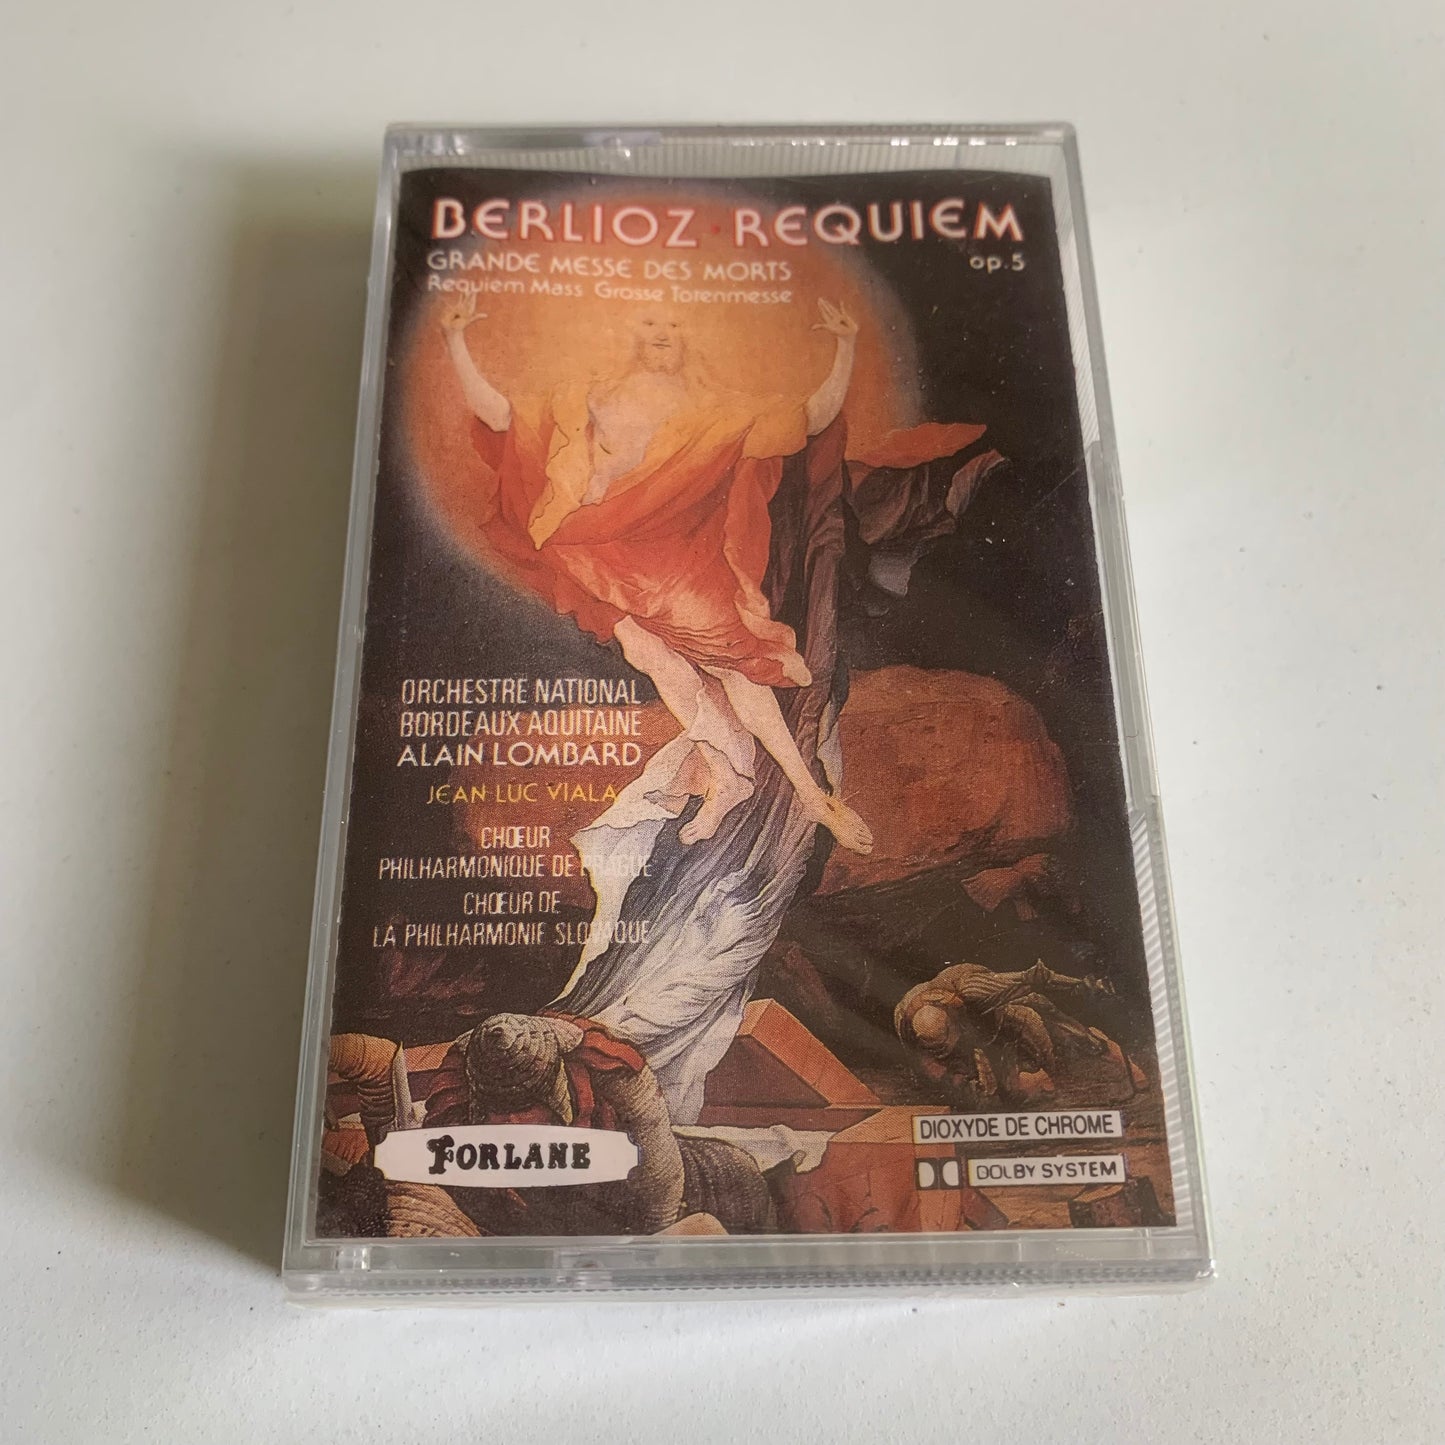 BERLIOZ · REQUIEM
op.5
GRANDE MESSE DES MORTS
Requiem Mass Grosse Totenmesse
ORCHESTRE NATIONAL
BORDEAUX AQUITAINE
ALAIN LOMBARD
JEAN LUC VIALA
CHŒUR
PHILHARMONIQUE DE PRAGUE
CHŒUR DE
LA PHILHARMONIE SLOVAQUE
FORLANE
DIOXYDE DE CHROME
DOLBY SYSTEM